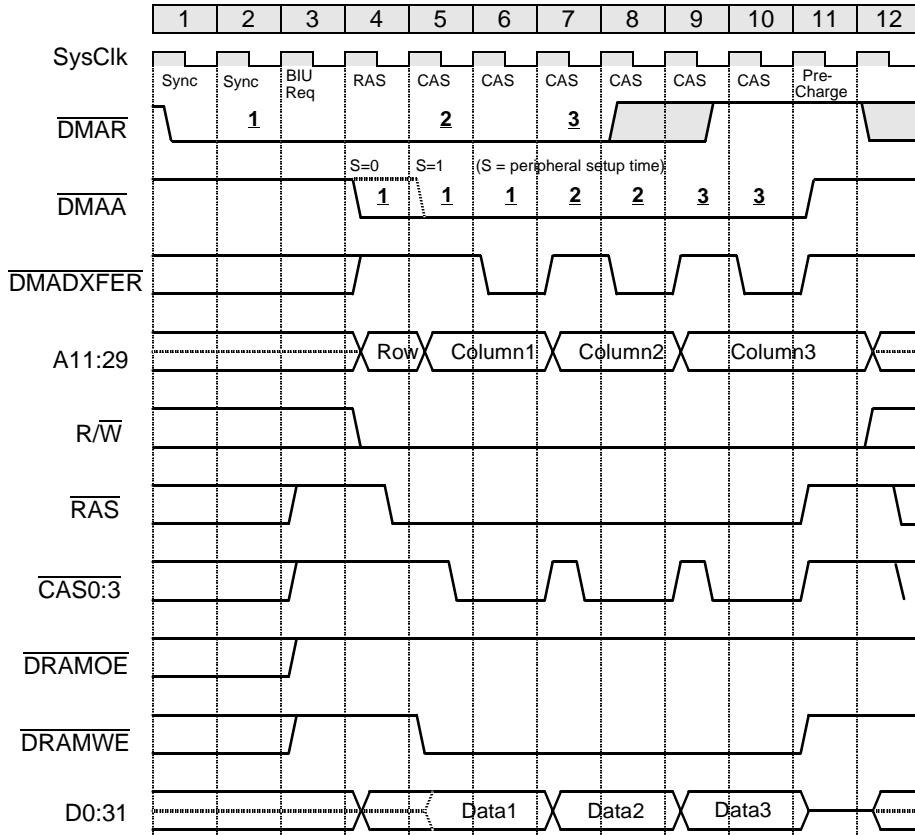 1 2 3 4 5 6 7 8 9 10 11 12
SysClk
Sync Sync BIU Req RAS CAS CAS CAS CAS CAS CAS Pre-Charge
DMAR 1 2 3
S=0 S=1 (S = peripheral setup time)
DMAA 1 1 1 2 2 3 3
DMADXFER
A11:29 Row Column1 Column2 Column3
R/W
RAS
CAS0:3
DRAMOE
DRAMWE
D0:31 Data1 Data2 Data3